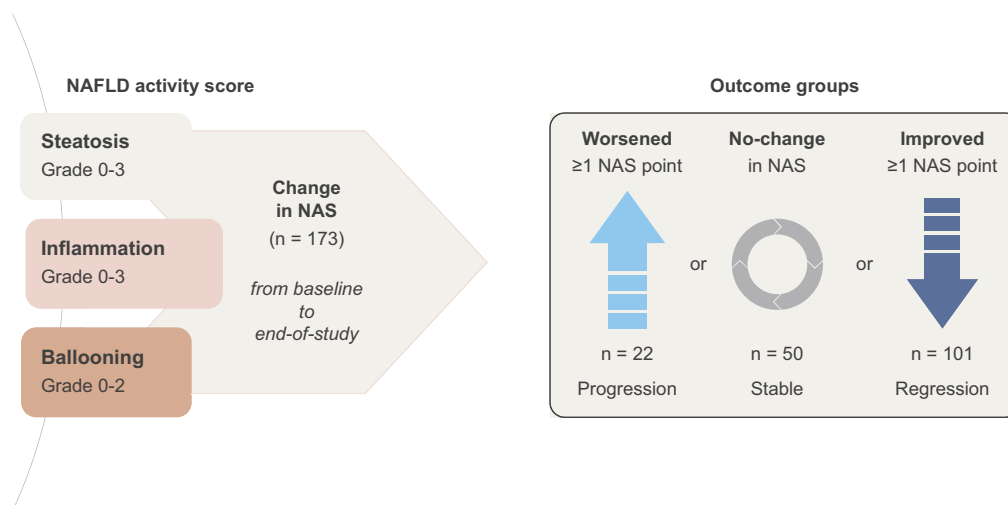 NAFLD activity score
Steatosis
Grade 0-3
Inflammation
Grade 0-3
Ballooning
Grade 0-2
Change
in NAS
(n = 173)
from baseline
to
end-of-study
Outcome groups
Worsened
≥1 NAS point
n = 22
Progression
or
No-change
in NAS
n = 50
Stable
or
Improved
≥1 NAS point
n = 101
Regression